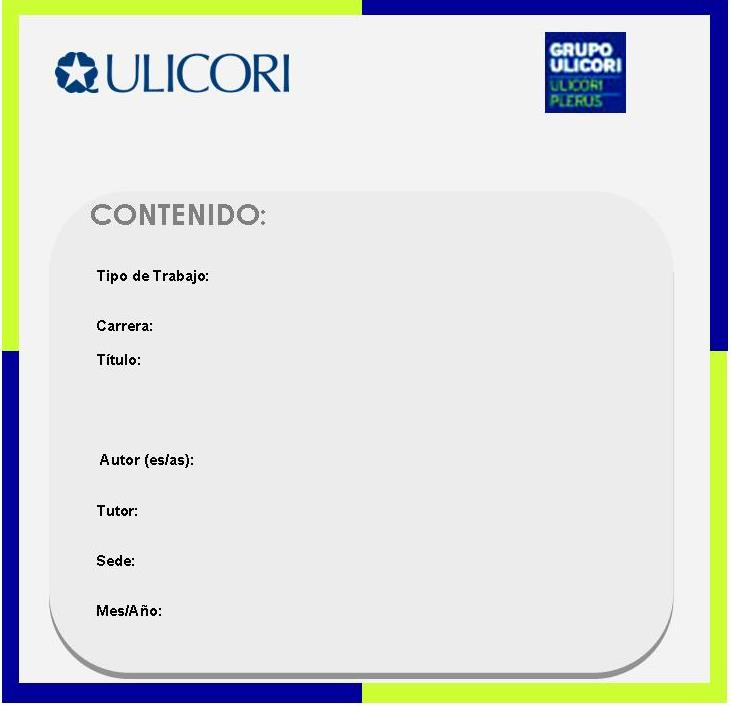 ULICORI
GRUPO
ULICORI
ULICORI
PLERUS
CONTENIDO:
Tipo de Trabajo:
Carrera:
Título:
Autor (es/as):
Tutor:
Sede:
Mes/Año: